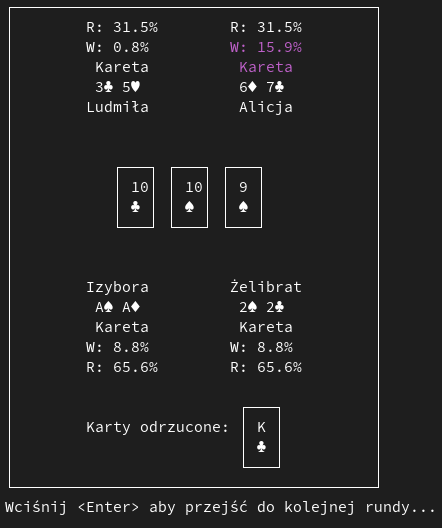 R: 31.5% R: 31.5%
W: 0.8% W: 15.9%
Kareta Kareta
3♣ 5♥ 6♦ 7♣
Ludmiła Alicja
10 10 9
♣ ♠ ♠
Izybora Żelibrat
A♠ A♦ 2♠ 2♣
Kareta Kareta
W: 8.8% W: 8.8%
R: 65.6% R: 65.6%
Karty odrzucone: K
♣
Wciśnij <Enter> aby przejść do kolejnej rundy...